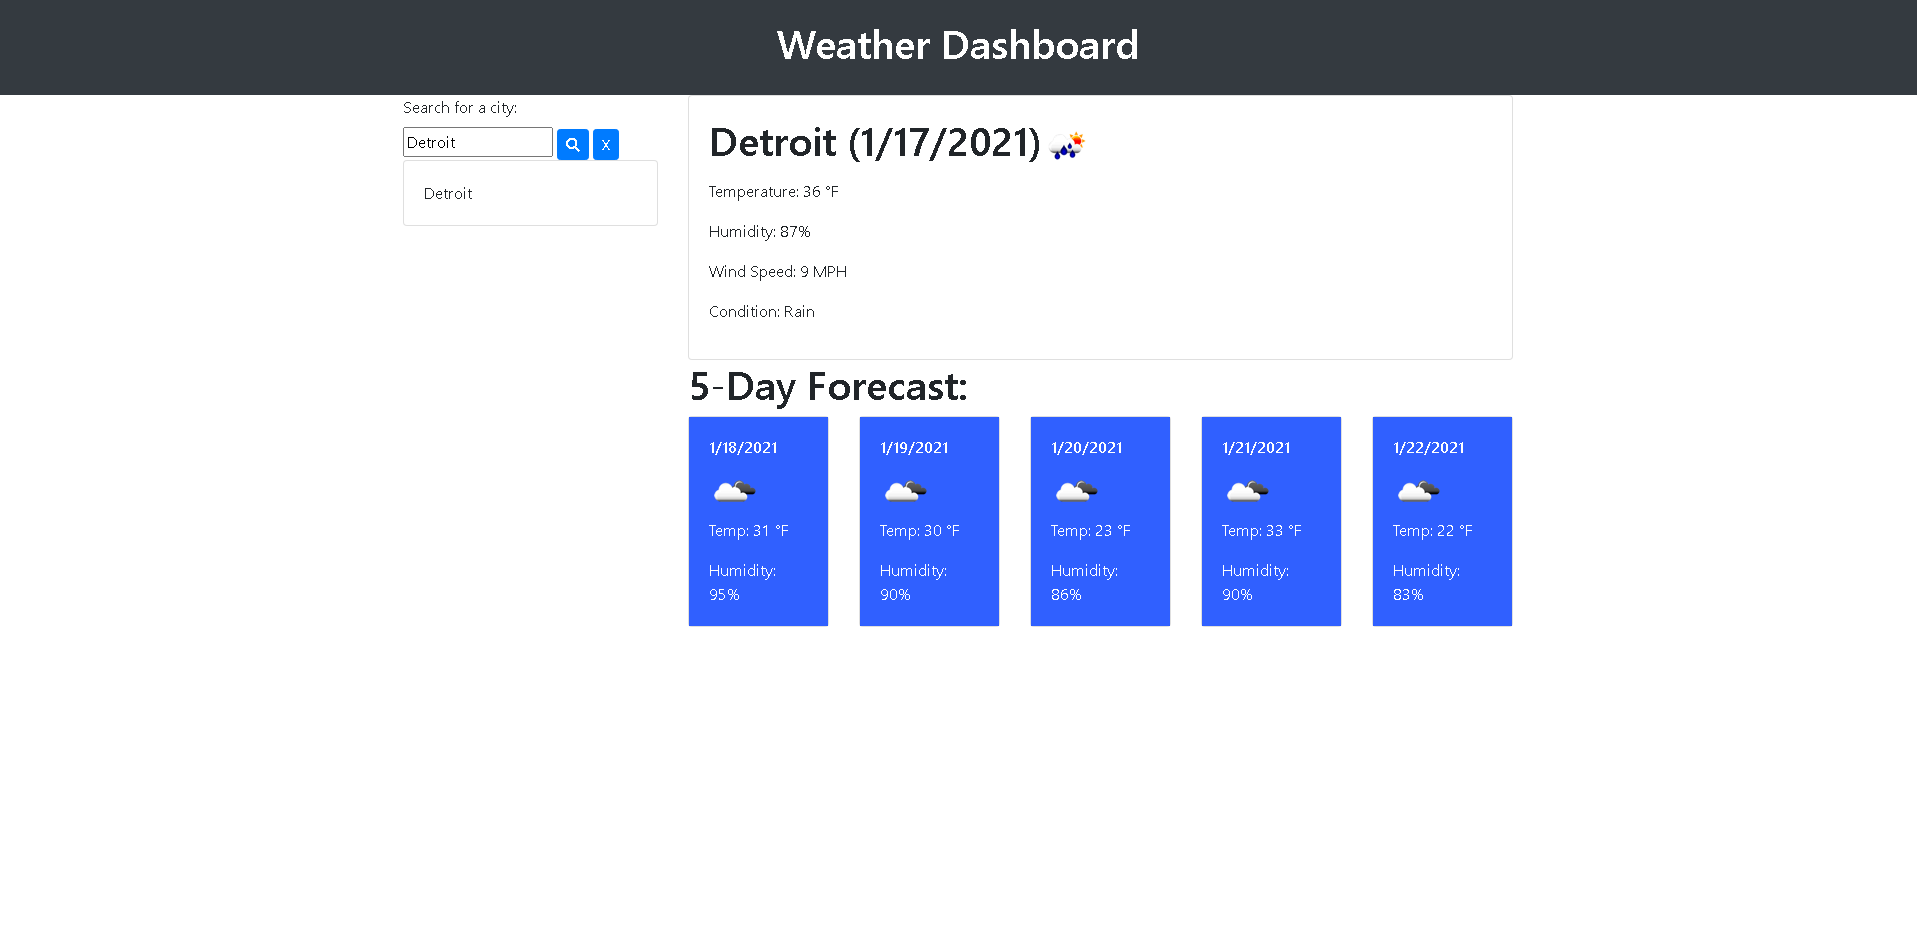 Weather Dashboard
Search for a city:
Detroit
X
Detroit
Detroit (1/17/2021)
Temperature: 36 °F
Humidity: 87%
Wind Speed: 9 MPH
Condition: Rain
5-Day Forecast:
1/18/2021
Temp: 31 °F
Humidity:
95%
1/19/2021
Temp: 30 °F
Humidity:
90%
1/20/2021
Temp: 23 °F
Humidity:
86%
1/21/2021
Temp: 33 °F
Humidity:
90%
1/22/2021
Temp: 22 °F
Humidity:
83%